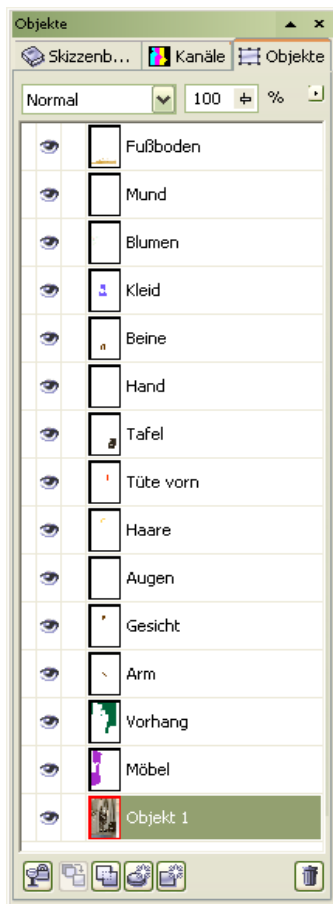 Objekte
Skizzenb... Kanäle Objekte
Normal 100 %
Fußboden
Mund
Blumen
Kleid
Beine
Hand
Tafel
Tüte vorn
Haare
Augen
Gesicht
Arm
Vorhang
Möbel
Objekt 1